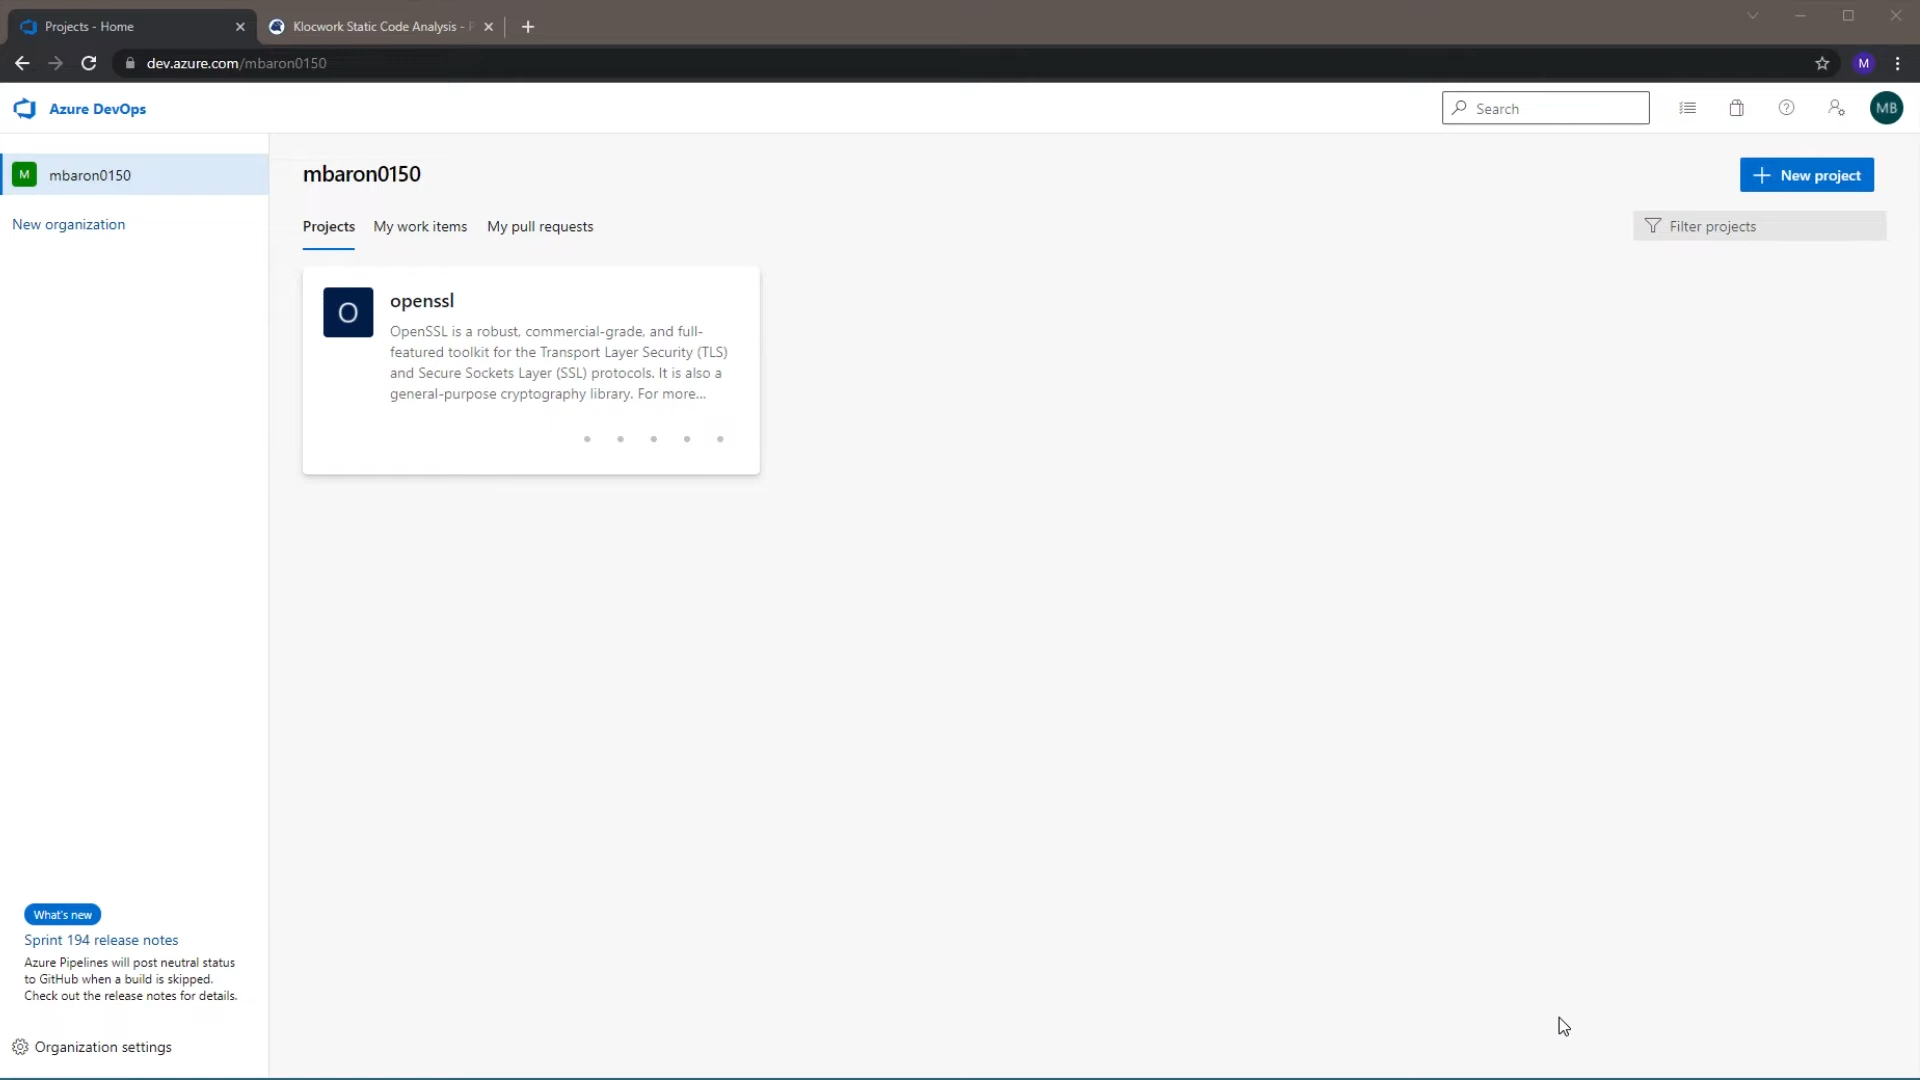 Projects - Home
Klocwork Static Code Analysis -
dev.azure.com/mbaron0150
M
Azure DevOps
Search
MB
M
mbaron0150
New organization
mbaron0150
New project
Projects
My work items
My pull requests
Filter projects
O
openssl
OpenSSL is a robust, commercial-grade, and full-
featured toolkit for the Transport Layer Security (TLS)
and Secure Sockets Layer (SSL) protocols. It is also a
general-purpose cryptography library. For more...
What's new
Sprint 194 release notes
Azure Pipelines will post neutral status
to GitHub when a build is skipped.
Check out the release notes for details.
Organization settings